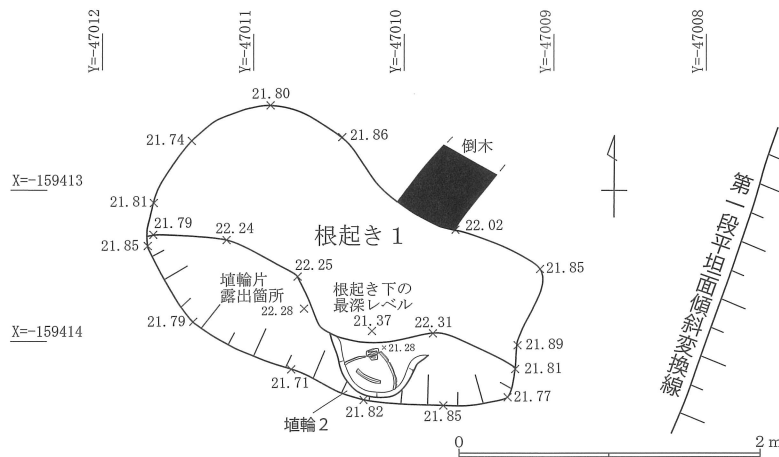 Y=-47012
Y=-47011
Y=-47010
Y=-47009
Y=-47008
21.80
21.74
21.86
倒木
X=-159413
21.81
21.79
21.85
22.24
根起き1
22.02
21.85
22.25
埴輪片
露出箇所
22.28
根起き下の
最深レベル
21.37
22.31
X=-159414
21.79
21.28
21.89
21.81
21.71
21.82
21.85
21.77
埴輪2
第一段平坦面傾斜変換線
0
2m